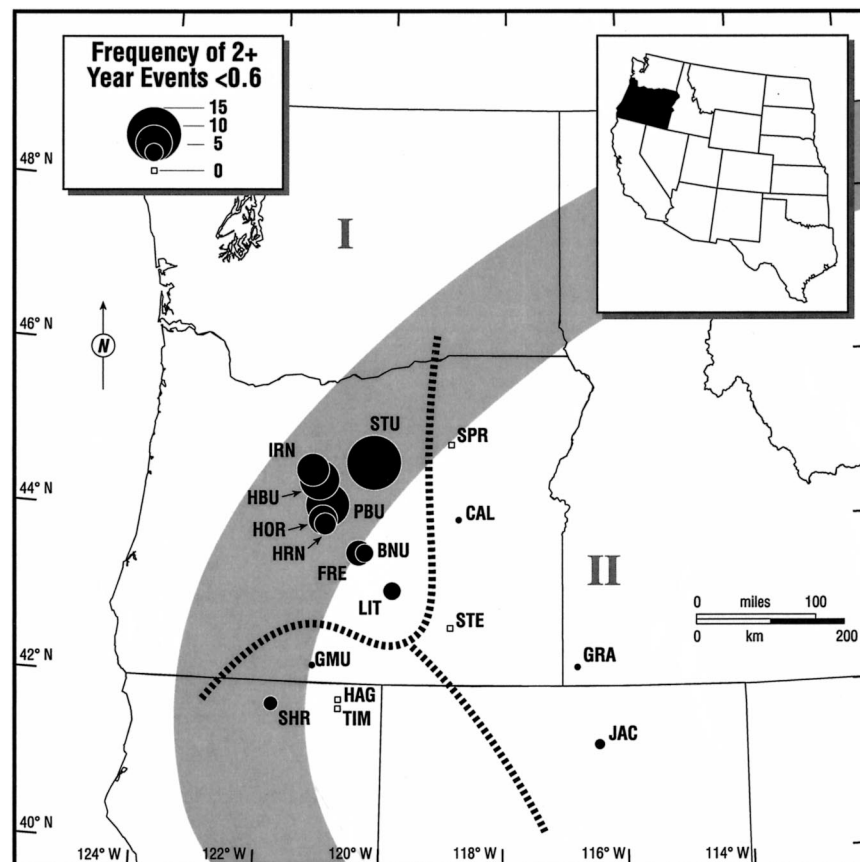 Frequency of 2+
Year Events <0.6
15
10
5
0
48° N
I
46° N
N
STU
SPR
IRN
44° N
HBU
PBU
CAL
HOR
HRN
BNU
FRE
II
LIT
0 miles 100
STE
0 km 200
GMU
GRA
42° N
HAG
SHR
TIM
JAC
40° N
124° W
122° W
120° W
118° W
116° W
114° W